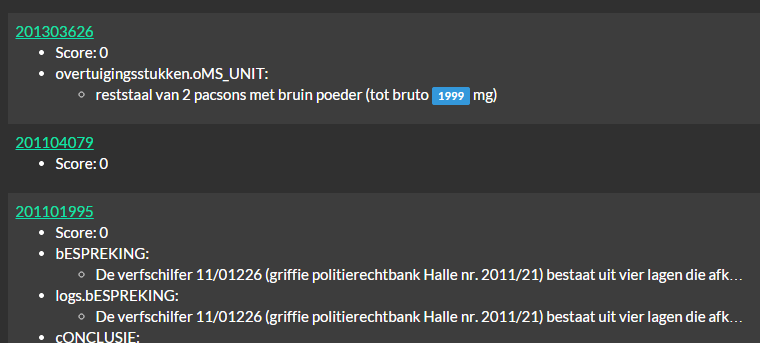 201303626
Score: 0
overtuigingsstukken.oMS_UNIT:
reststaal van 2 pacsons met bruin poeder (tot bruto 1999 mg)
201104079
Score: 0
201101995
Score: 0
bESPREKING:
De verfschilfer 11/01226 (griffie politierechtbank Halle nr. 2011/21) bestaat uit vier lagen die afk…
logs.bESPREKING:
De verfschilfer 11/01226 (griffie politierechtbank Halle nr. 2011/21) bestaat uit vier lagen die afk…
cONCLUSIE: